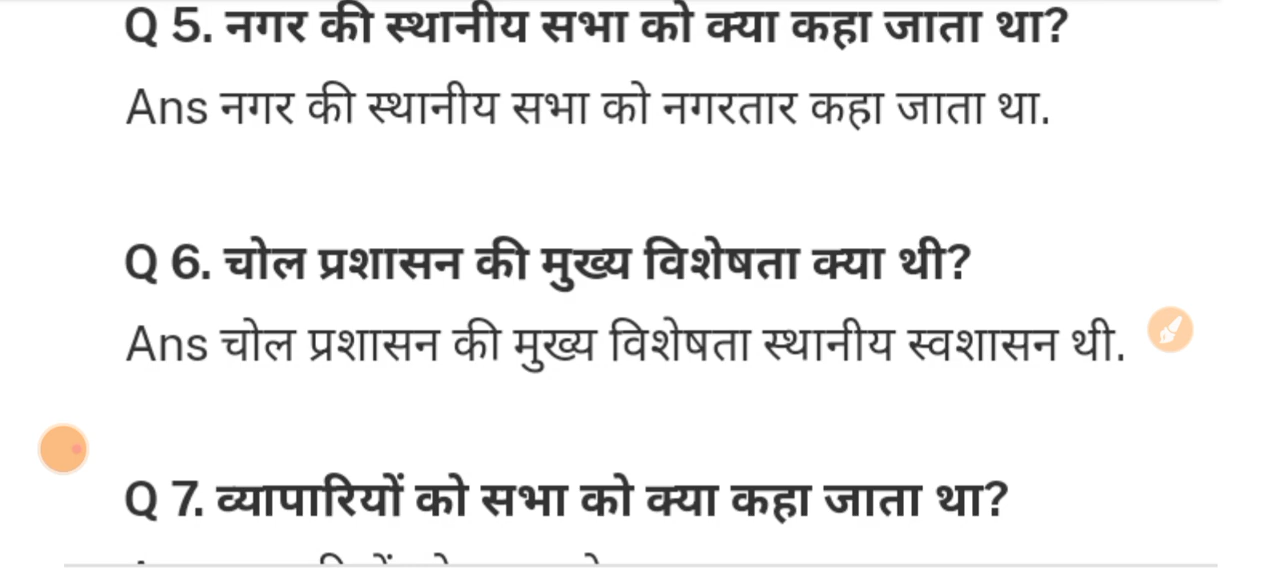 Q 5. नगर की स्थानीय सभा को क्या कहा जाता था?
Ans नगर की स्थानीय सभा को नगरतार कहा जाता था.
Q 6. चोल प्रशासन की मुख्य विशेषता क्या थी?
Ans चोल प्रशासन की मुख्य विशेषता स्थानीय स्वशासन थी.
Q 7. व्यापारियों को सभा को क्या कहा जाता था?